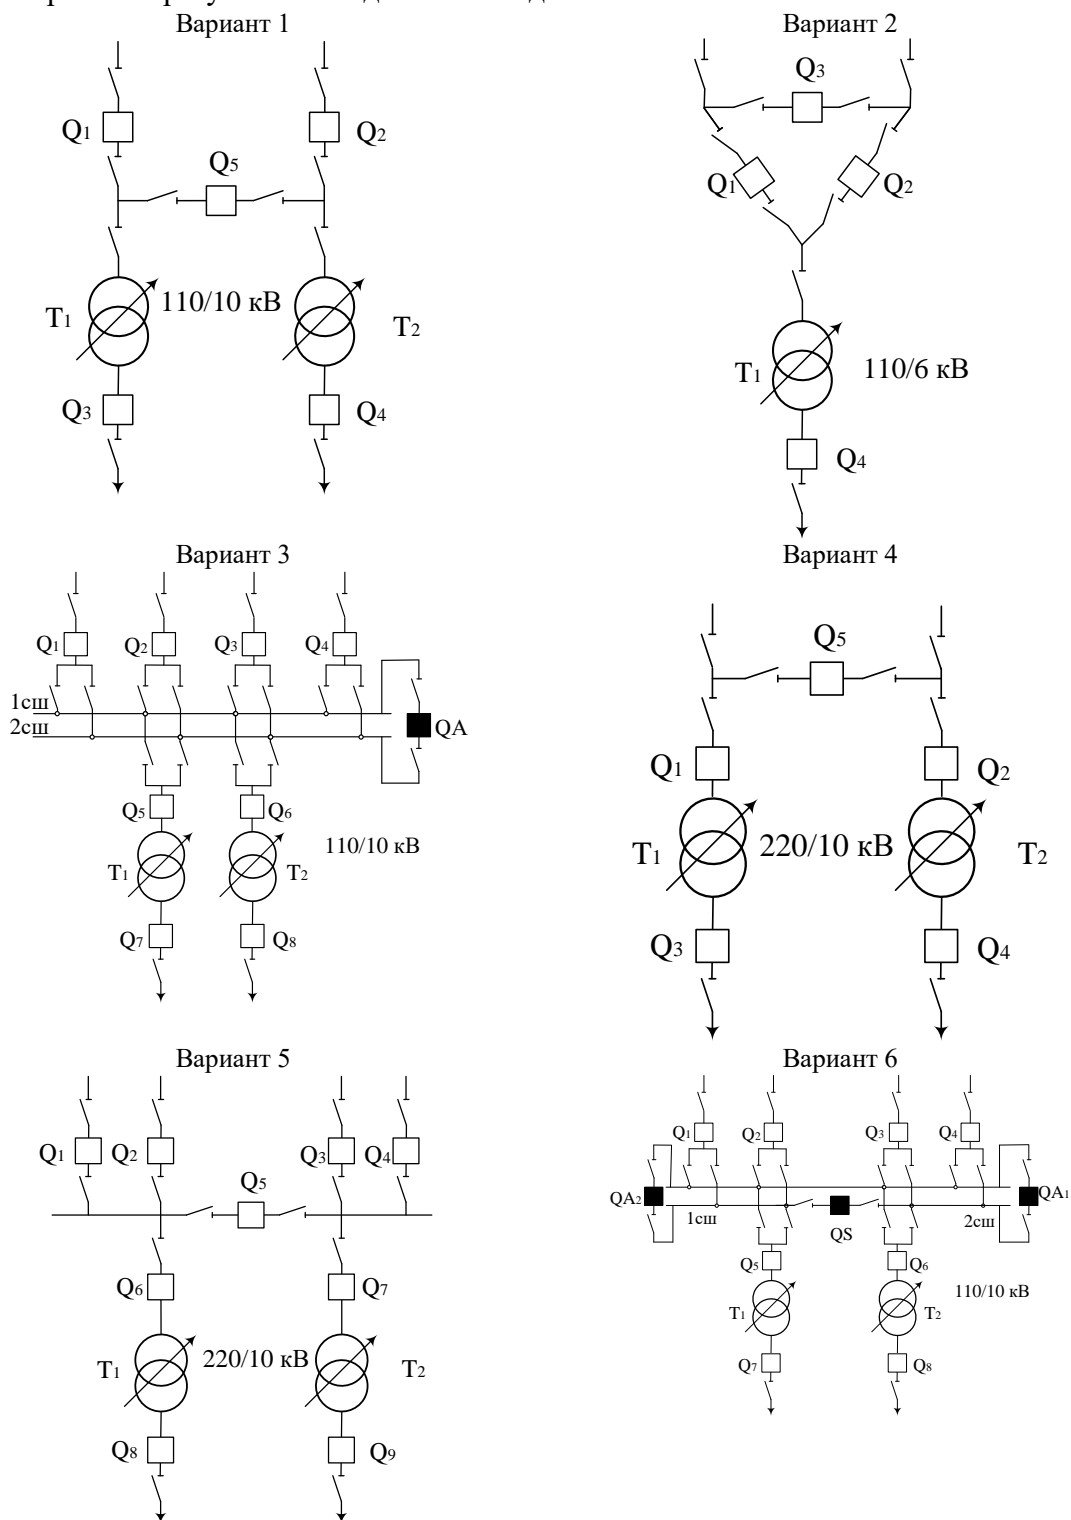 Вариант 1
Q1
Q2
Q5
T1
110/10 кВ
T2
Q3
Q4
Вариант 2
Q3
Q1
Q2
T1
110/6 кВ
Q4
Вариант 3
Q1
Q2
Q3
Q4
1сш
2сш
QA
Q5
Q6
T1
T2
110/10 кВ
Q7
Q8
Вариант 4
Q5
Q1
Q2
T1
220/10 кВ
T2
Q3
Q4
Вариант 5
Q1
Q2
Q3
Q4
Q5
Q6
Q7
T1
220/10 кВ
T2
Q8
Q9
Вариант 6
Q1
Q2
Q3
Q4
QA2
QA1
1сш
QS
2сш
Q5
Q6
T1
T2
110/10 кВ
Q7
Q8